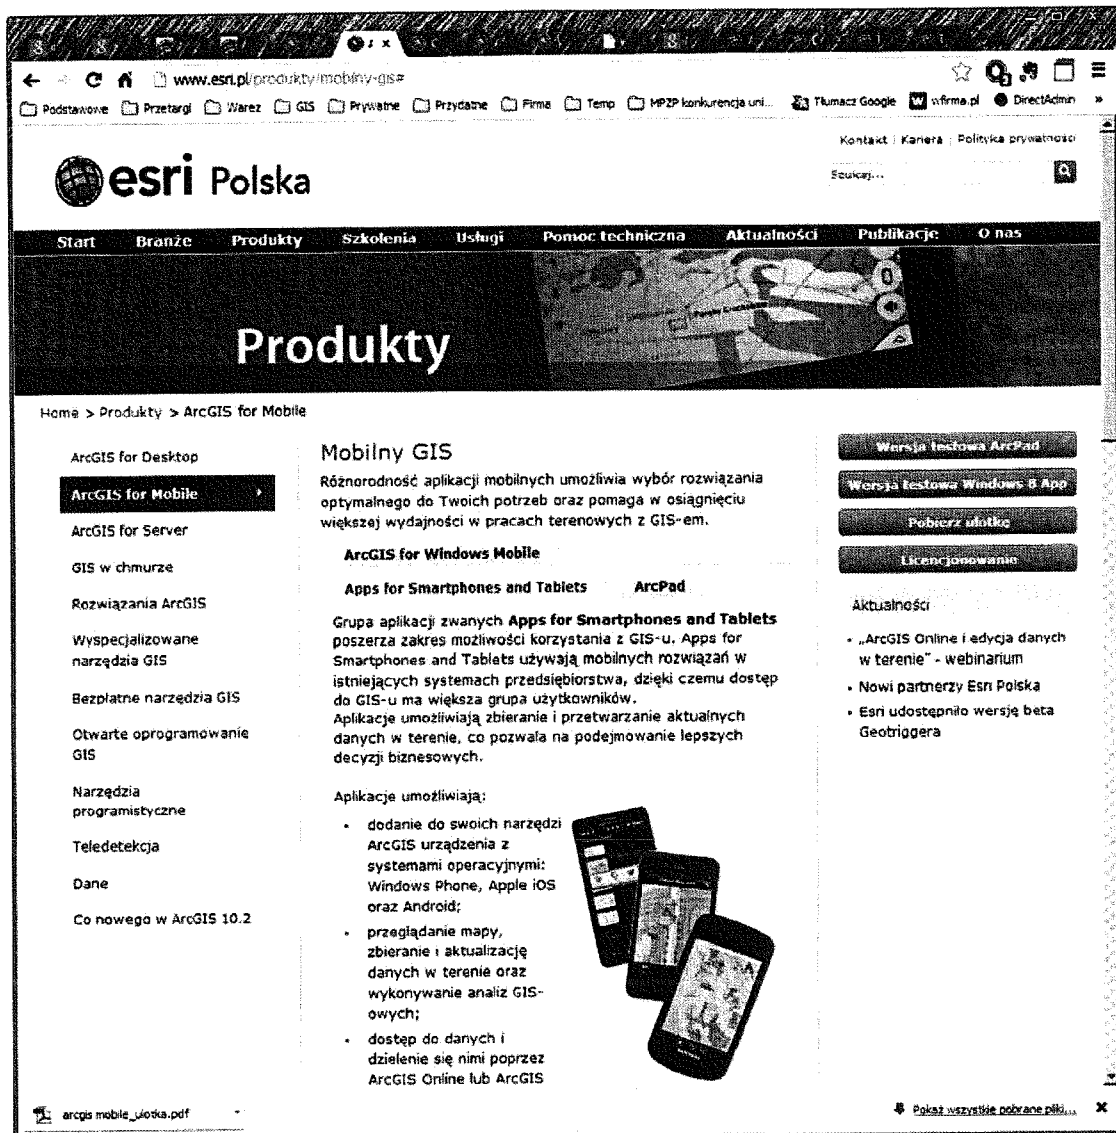 www.esri.pl/produkty/mobilny-gis#
Podstawowe Przetargi Warez GIS Prywatne Przydatne Firma Temp MPZP konkurencja uni... Tłumacz Google wfirma.pl DirectAdmin »
Kontakt | Kariera | Polityka prywatności
esri Polska
Szukaj...
Start Branże Produkty Szkolenia Usługi Pomoc techniczna Aktualności Publikacje O nas
Produkty
Home > Produkty > ArcGIS for Mobile
ArcGIS for Desktop
ArcGIS for Mobile
ArcGIS for Server
GIS w chmurze
Rozwiązania ArcGIS
Wyspecjalizowane
narzędzia GIS
Bezpłatne narzędzia GIS
Otwarte oprogramowanie
GIS
Narzędzia
programistyczne
Teledetekcja
Dane
Co nowego w ArcGIS 10.2
Mobilny GIS
Różnorodność aplikacji mobilnych umożliwia wybór rozwiązania
optymalnego do Twoich potrzeb oraz pomaga w osiągnięciu
większej wydajności w pracach terenowych z GIS-em.
ArcGIS for Windows Mobile
Apps for Smartphones and Tablets ArcPad
Grupa aplikacji zwanych Apps for Smartphones and Tablets
poszerza zakres możliwości korzystania z GIS-u. Apps for
Smartphones and Tablets używają mobilnych rozwiązań w
istniejących systemach przedsiębiorstwa, dzięki czemu dostęp
do GIS-u ma większa grupa użytkowników.
Aplikacje umożliwiają zbieranie i przetwarzanie aktualnych
danych w terenie, co pozwala na podejmowanie lepszych
decyzji biznesowych.
Aplikacje umożliwiają:
• dodanie do swoich narzędzi
ArcGIS urządzenia z
systemami operacyjnymi:
Windows Phone, Apple iOS
oraz Android;
• przeglądanie mapy,
zbieranie i aktualizację
danych w terenie oraz
wykonywanie analiz GIS-
owych;
• dostęp do danych i
dzielenie się nimi poprzez
ArcGIS Online lub ArcGIS
Wersja testowa ArcPad
Wersja testowa Windows 8 App
Pobierz ulotkę
Licencjonowanie
Aktualności
• „ArcGIS Online i edycja danych
w terenie" - webinarium
• Nowi partnerzy Esri Polska
• Esri udostępniło wersję beta
Geotriggera
arcgis mobile_ulotka.pdf
Pokaż wszystkie pobrane pliki...